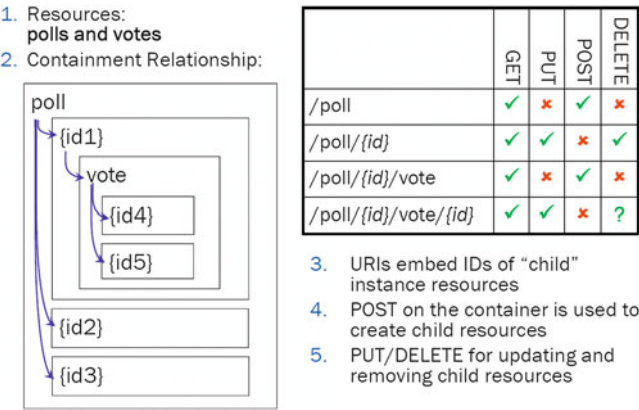 1. Resources:
polls and votes
2. Containment Relationship:
poll
{id1}
vote
{id4}
{id5}
{id2}
{id3}
GET PUT POST DELETE
/poll ✓ ✘ ✓ ✘
/poll/{id} ✓ ✓ ✘ ✓
/poll/{id}/vote ✓ ✘ ✓ ✘
/poll/{id}/vote/{id} ✓ ✓ ✘ ?
3. URIs embed IDs of “child”
instance resources
4. POST on the container is used to
create child resources
5. PUT/DELETE for updating and
removing child resources